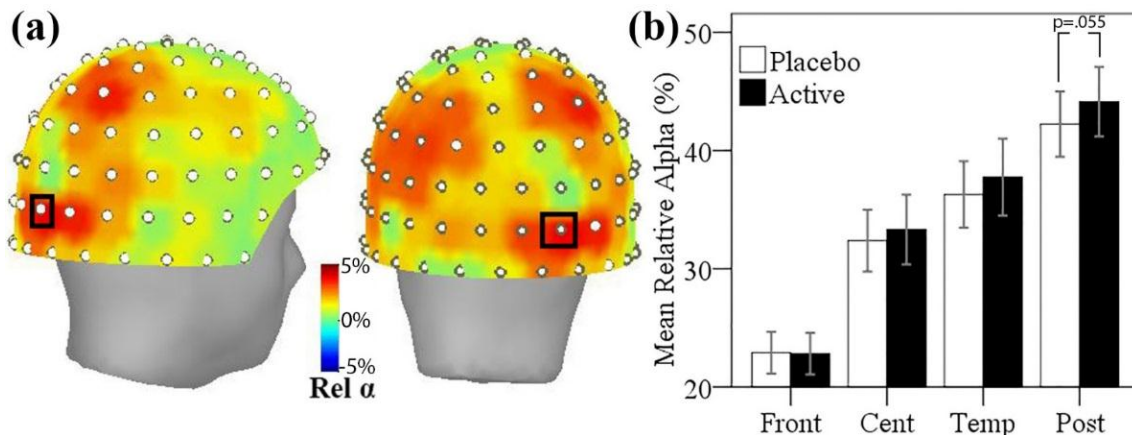 (a)
5%
0%
-5%
Rel α
(b)
p=.055
Placebo
Active
Mean Relative Alpha (%)
50
40
30
20
Front Cent Temp Post